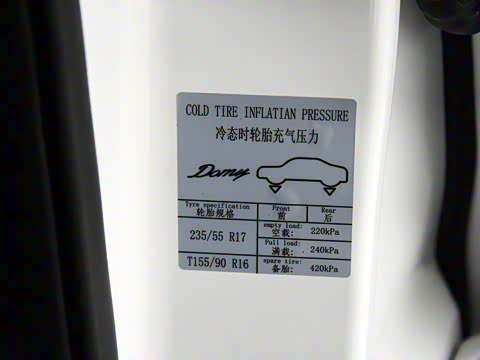 COLD TIRE INFLATIAN PRESSURE
冷态时轮胎充气压力
Domy
Tyre specification
轮胎规格
Front
前
Rear
后
235/55 R17
empty load:
空载:
220kPa
Full load:
满载:
240kPa
T155/90 R16
spare tire:
备胎:
420kPa